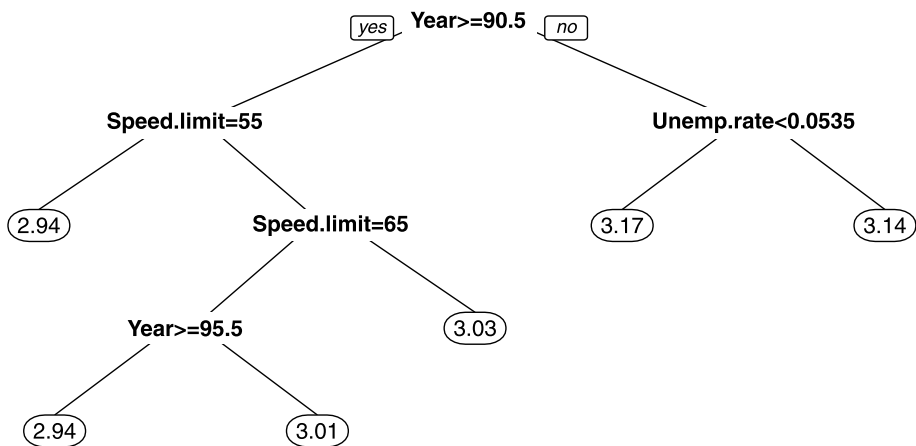 Year>=90.5
yes
no
Speed.limit=55
Unemp.rate<0.0535
2.94
Speed.limit=65
3.17
3.14
Year>=95.5
3.03
2.94
3.01